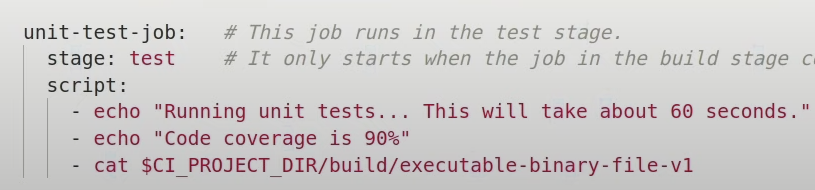 unit-test-job:   # This job runs in the test stage.
  stage: test    # It only starts when the job in the build stage
  script:
    - echo "Running unit tests... This will take about 60 seconds."
    - echo "Code coverage is 90%"
    - cat $CI_PROJECT_DIR/build/executable-binary-file-v1